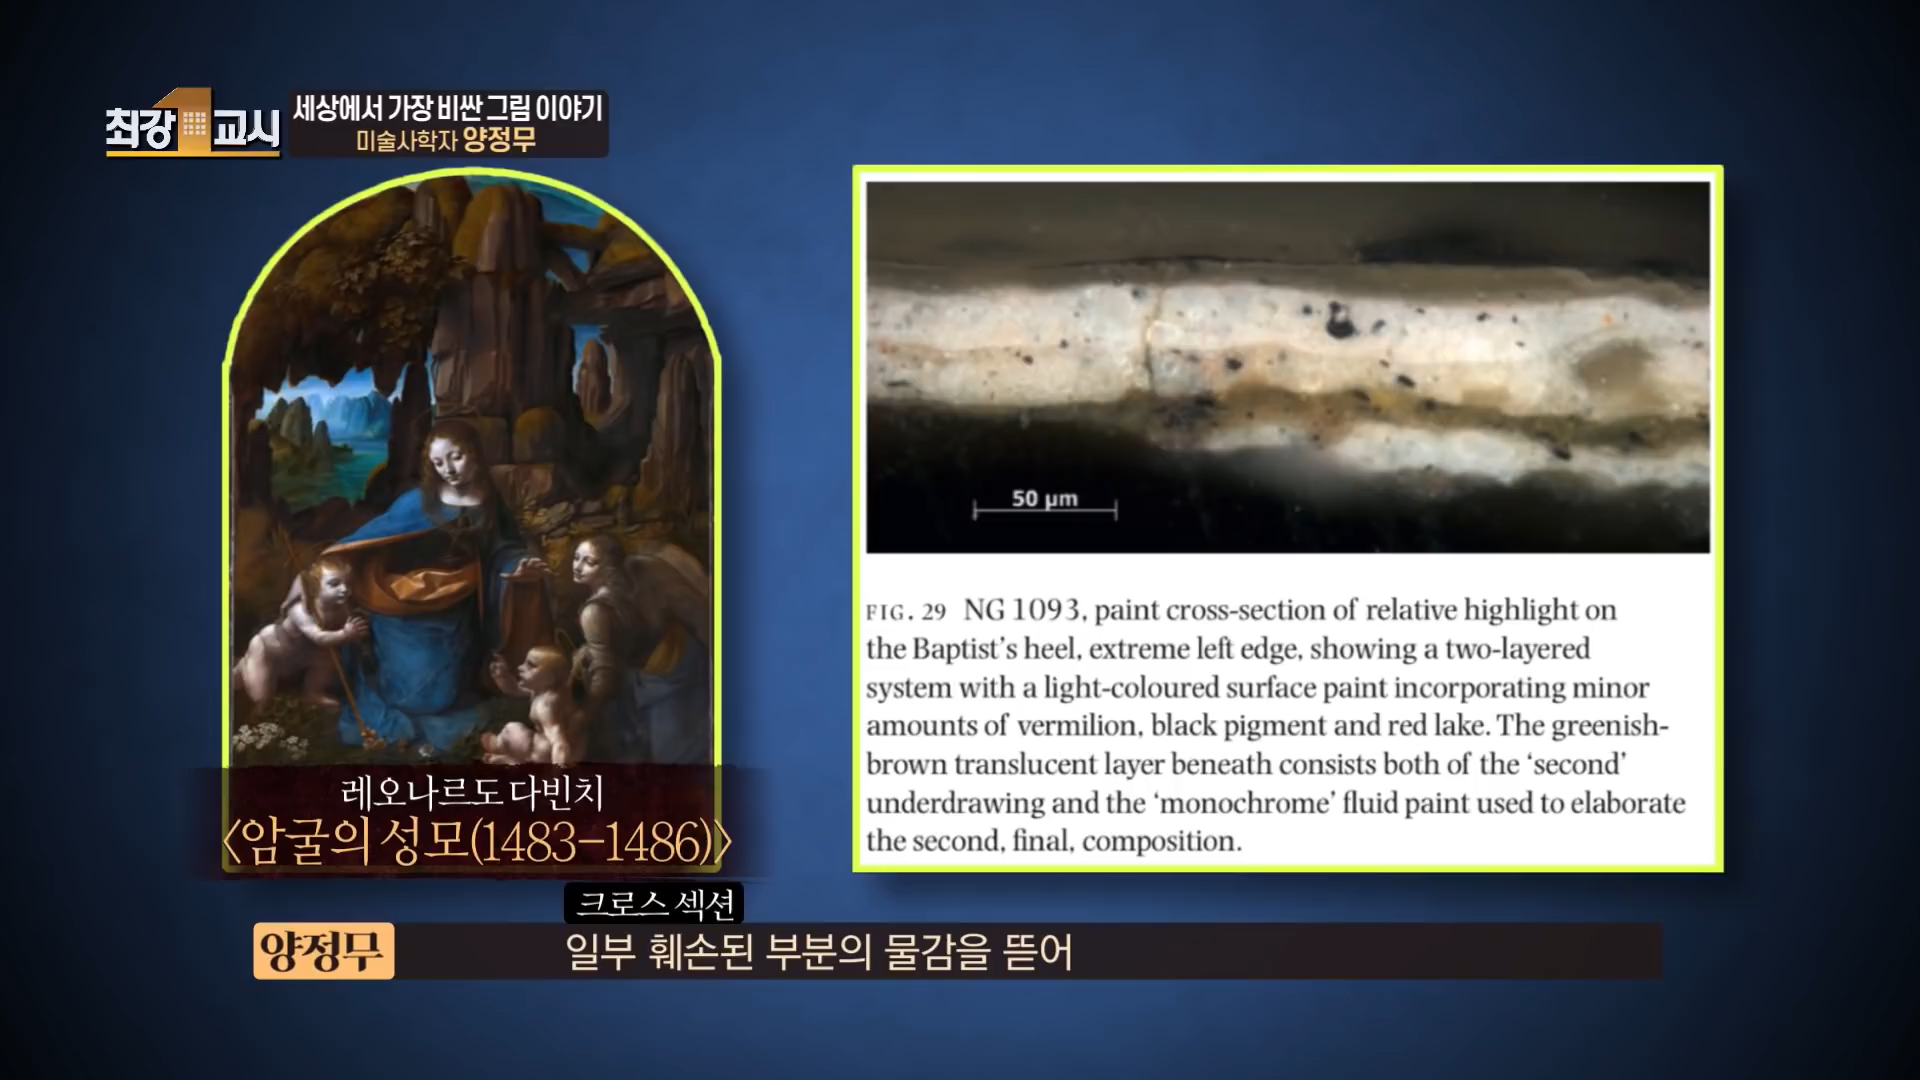 최강1교시
세상에서 가장 비싼 그림 이야기
미술사학자 양정무
50 µm
FIG. 29 NG 1093, paint cross-section of relative highlight on
the Baptist's heel, extreme left edge, showing a two-layered
system with a light-coloured surface paint incorporating minor
amounts of vermilion, black pigment and red lake. The greenish-
brown translucent layer beneath consists both of the ‘second’
underdrawing and the ‘monochrome’ fluid paint used to elaborate
the second, final, composition.
레오나르도 다빈치
〈암굴의 성모(1483-1486)〉
크로스 섹션
양정무 일부 훼손된 부분의 물감을 뜯어